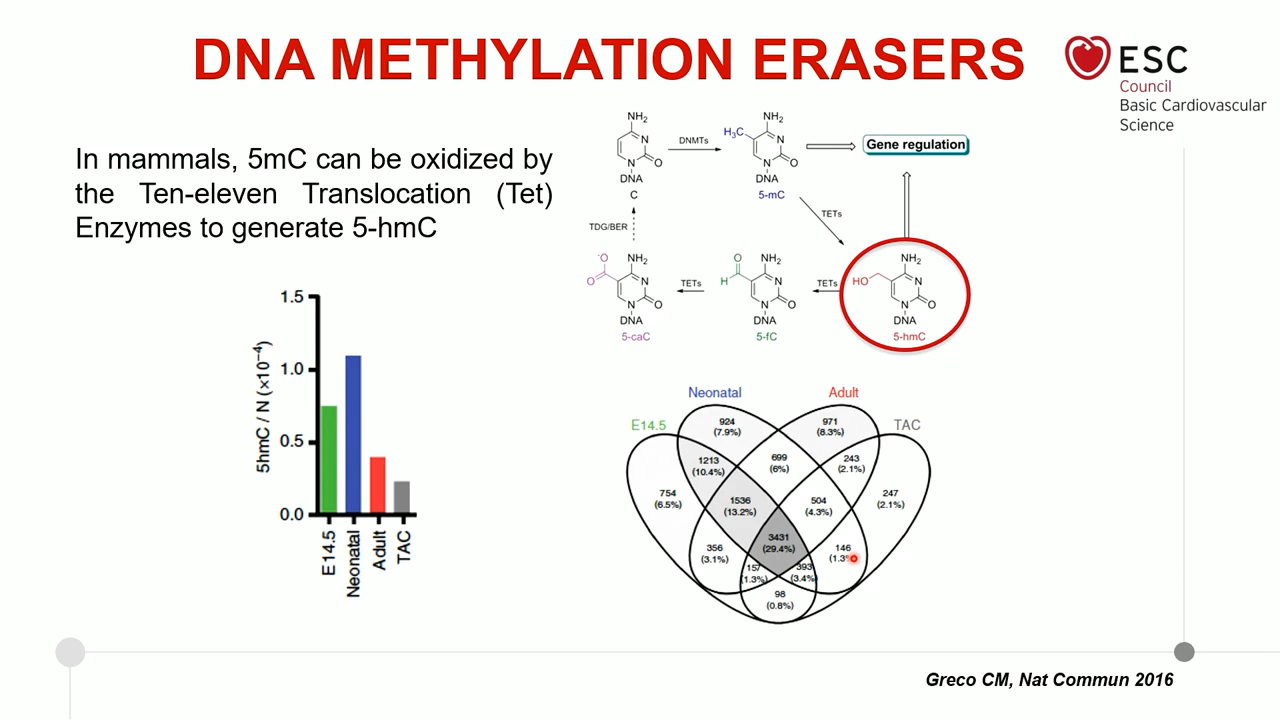 DNA METHYLATION ERASERS
ESC
Council
Basic Cardiovascular
Science
In mammals, 5mC can be oxidized by
the Ten-eleven Translocation (Tet)
Enzymes to generate 5-hmC
NH₂
N
N
O
DNA
C
DNMTs
H₃C
NH₂
N
N
O
DNA
5-mC
Gene regulation
TETs
TDG/BER
⁻O
O
NH₂
N
N
O
DNA
5-caC
TETs
O
H
NH₂
N
N
O
DNA
5-fC
TETs
HO
NH₂
N
N
O
DNA
5-hmC
5hmC / N (×10⁻⁴)
1.5
1.0
0.5
0.0
E14.5
Neonatal
Adult
TAC
Neonatal
Adult
E14.5
TAC
924
(7.9%)
971
(8.3%)
1213
(10.4%)
699
(6%)
243
(2.1%)
754
(6.5%)
1536
(13.2%)
504
(4.3%)
247
(2.1%)
3431
(29.4%)
356
(3.1%)
146
(1.3%
157
(1.3%)
393
(3.4%)
98
(0.8%)
Greco CM, Nat Commun 2016